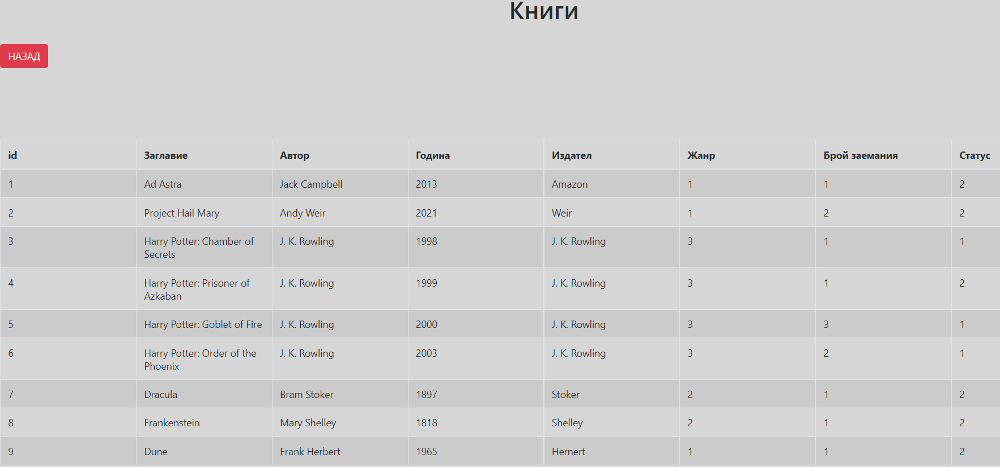 Книги
НАЗАД
id Заглавие Автор Година Издател Жанр Брой заемания Статус
1 Ad Astra Jack Campbell 2013 Amazon 1 1 2
2 Project Hail Mary Andy Weir 2021 Weir 1 2 2
3 Harry Potter: Chamber of J. K. Rowling 1998 J. K. Rowling 3 1 1
Secrets
4 Harry Potter: Prisoner of J. K. Rowling 1999 J. K. Rowling 3 1 2
Azkaban
5 Harry Potter: Goblet of Fire J. K. Rowling 2000 J. K. Rowling 3 3 1
6 Harry Potter: Order of the J. K. Rowling 2003 J. K. Rowling 3 2 1
Phoenix
7 Dracula Bram Stoker 1897 Stoker 2 1 2
8 Frankenstein Mary Shelley 1818 Shelley 2 1 2
9 Dune Frank Herbert 1965 Hernert 1 1 2